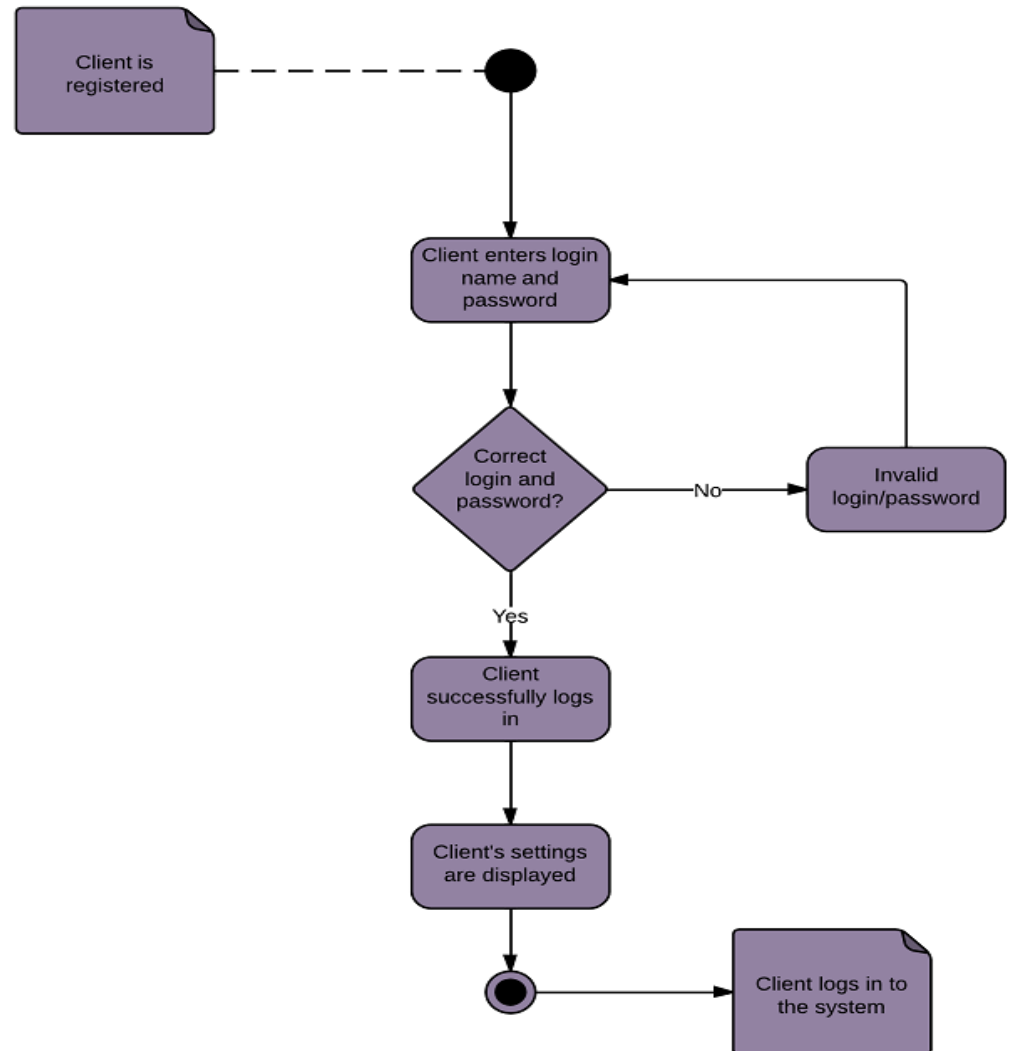 Client is
registered
Client enters login
name and
password
Correct
login and
password?
No
Invalid
login/password
Yes
Client
successfully logs
in
Client's settings
are displayed
Client logs in to
the system